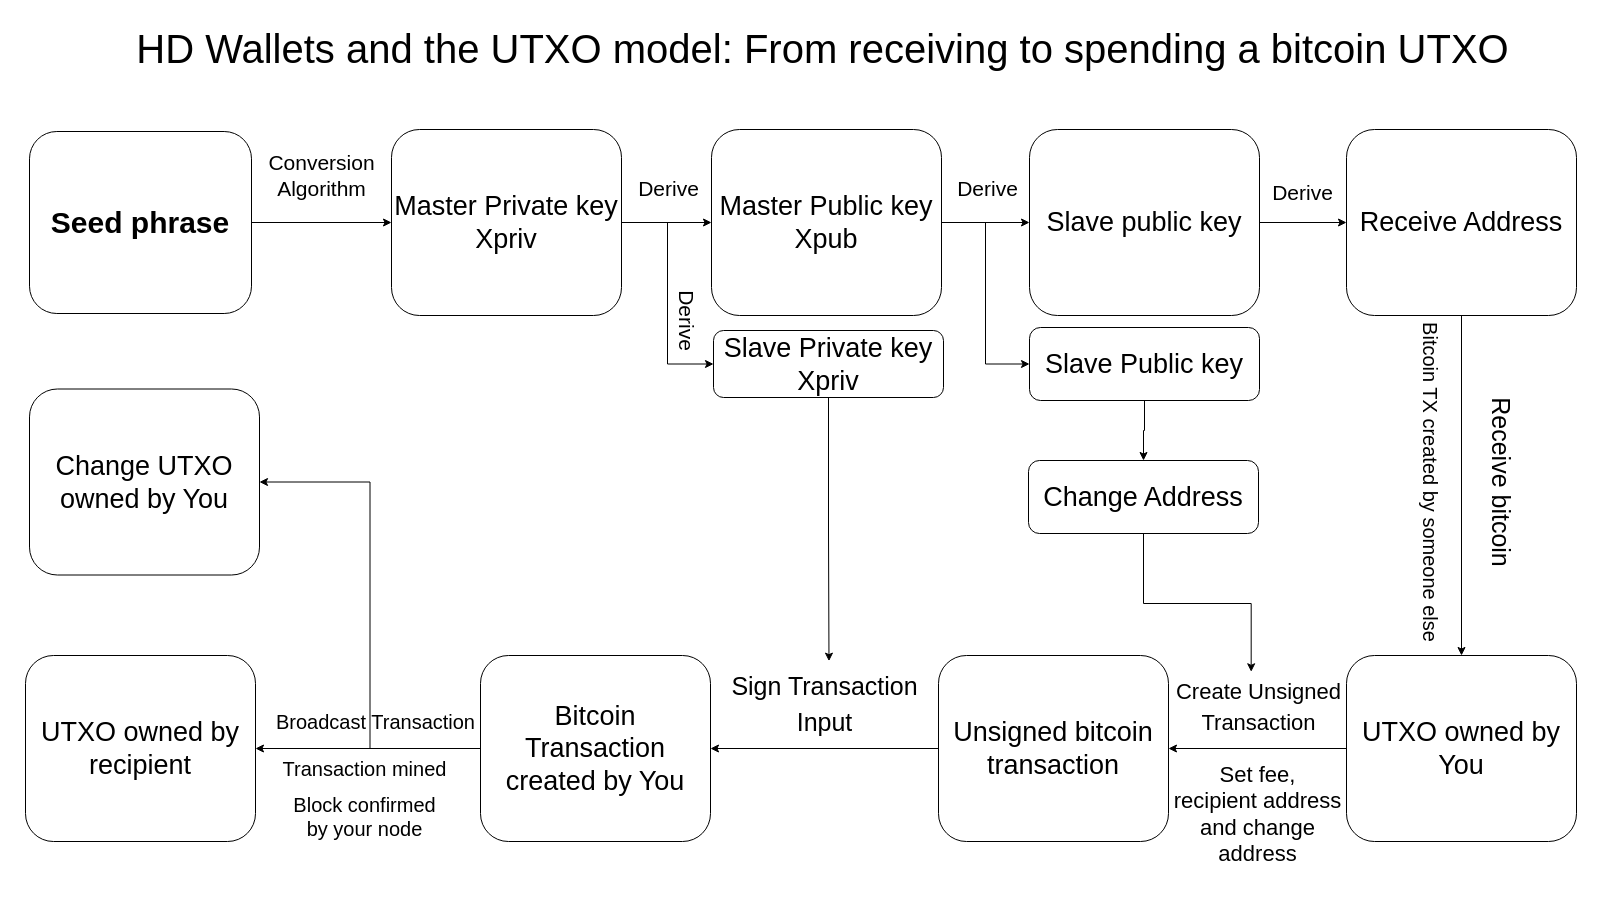 HD Wallets and the UTXO model: From receiving to spending a bitcoin UTXO
Seed phrase
Conversion
Algorithm
Master Private key
Xpriv
Derive
Master Public key
Xpub
Derive
Slave public key
Derive
Receive Address
Derive
Slave Private key
Xpriv
Slave Public key
Change Address
Bitcoin TX created by someone else
Receive bitcoin
Change UTXO
owned by You
UTXO owned by
recipient
Broadcast Transaction
Transaction mined
Block confirmed
by your node
Bitcoin
Transaction
created by You
Sign Transaction
Input
Unsigned bitcoin
transaction
Create Unsigned
Transaction
Set fee,
recipient address
and change
address
UTXO owned by
You